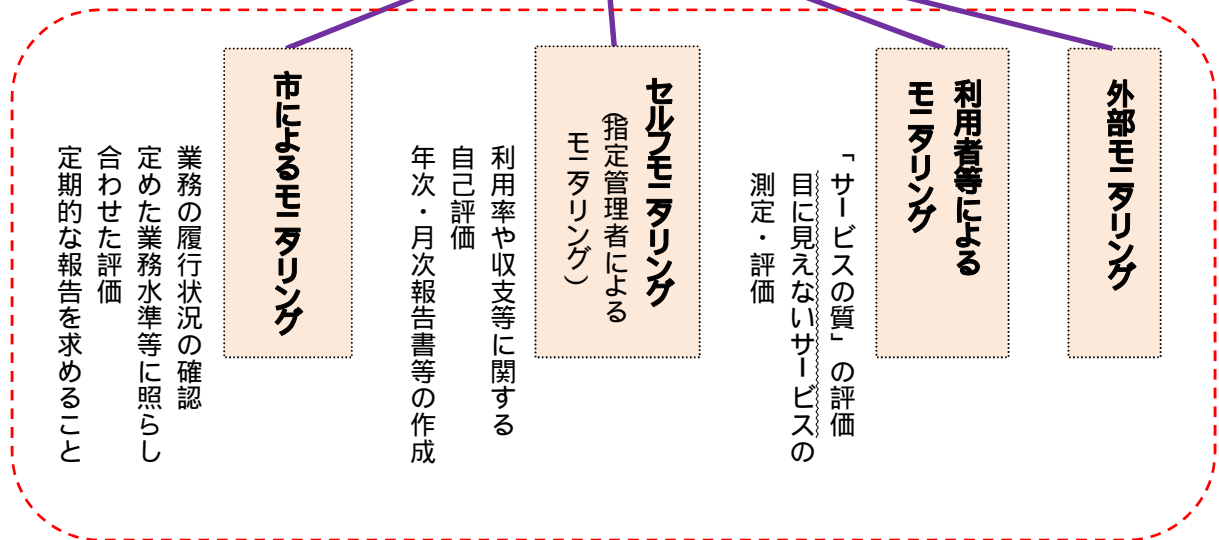 外部モニタリング
利用者等による
モニタリング
「サービスの質」の評価
目に見えないサービスの
測定・評価
セルフモニタリング
（指定管理者による
モニタリング）
利用率や収支等に関する
自己評価
年次・月次報告書等の作成
市によるモニタリング
業務の履行状況の確認
定めた業務水準等に照らし
合わせた評価
定期的な報告を求めること